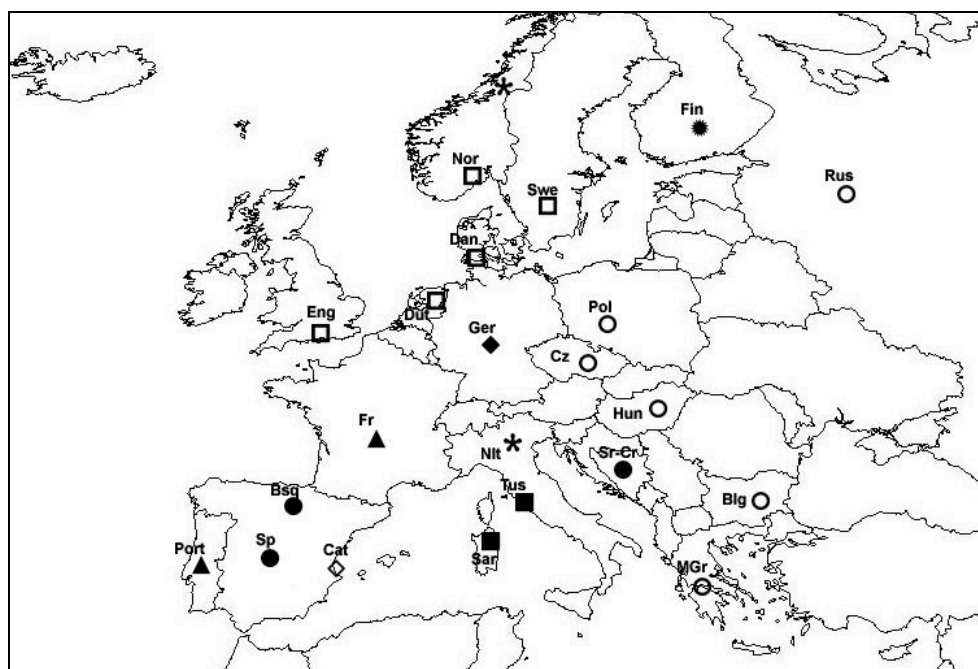 Fin
Nor
Rus
Swe
Dan
Dut
Eng
Pol
Ger
Cz
Fr
Hun
NIt
Sr-Cr
Tus
Bsq
Blg
Sp
Cat
Port
Sar
MGr